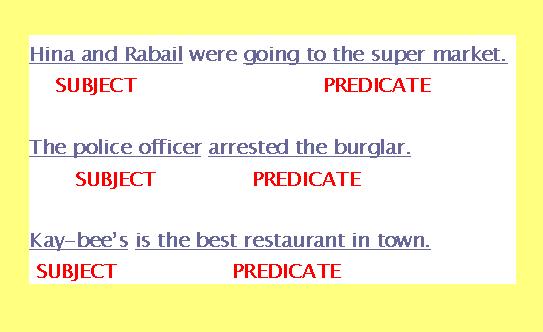 Hina and Rabail were going to the super market.
SUBJECT PREDICATE
The police officer arrested the burglar.
SUBJECT PREDICATE
Kay-bee’s is the best restaurant in town.
SUBJECT PREDICATE